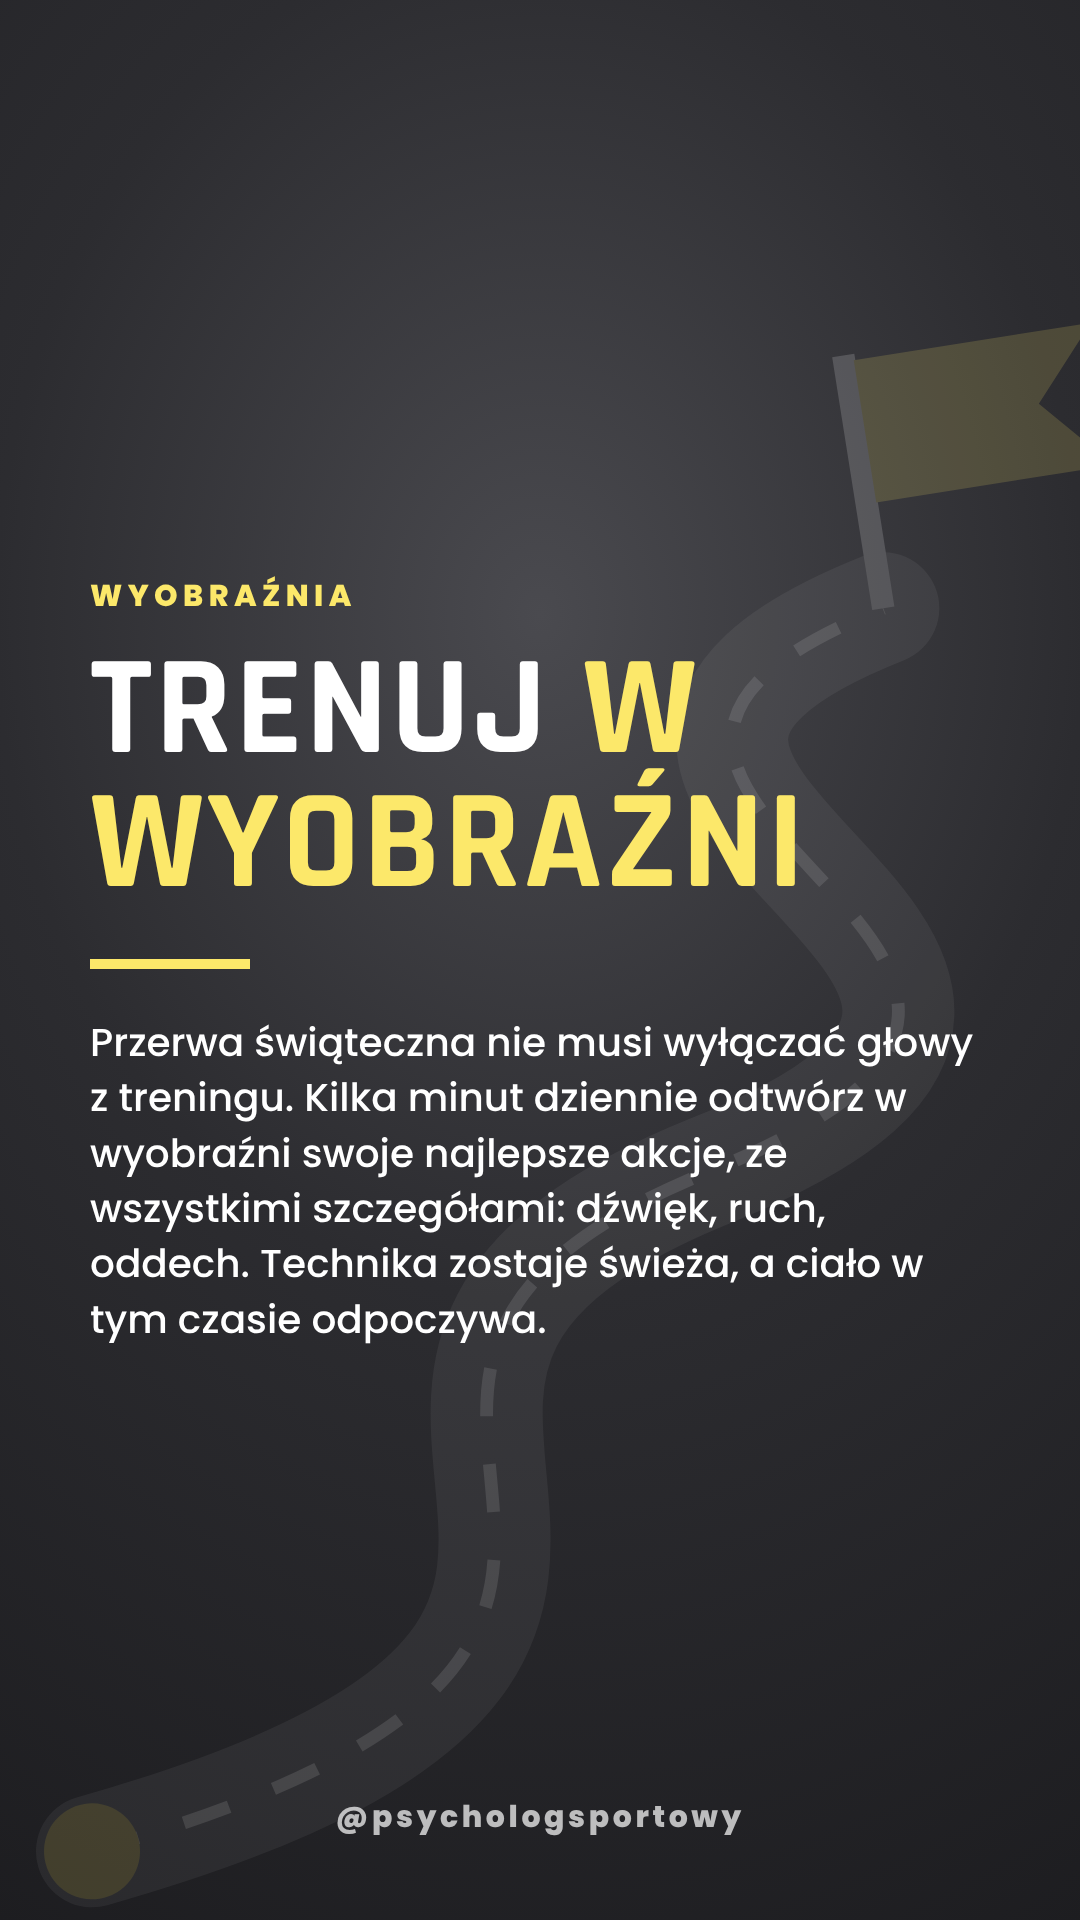 WYOBRAŹNIA
TRENUJ W
WYOBRAŹNI
Przerwa świąteczna nie musi wyłączać głowy
z treningu. Kilka minut dziennie odtwórz w
wyobraźni swoje najlepsze akcje, ze
wszystkimi szczegółami: dźwięk, ruch,
oddech. Technika zostaje świeża, a ciało w
tym czasie odpoczywa.
@psychologsportowy